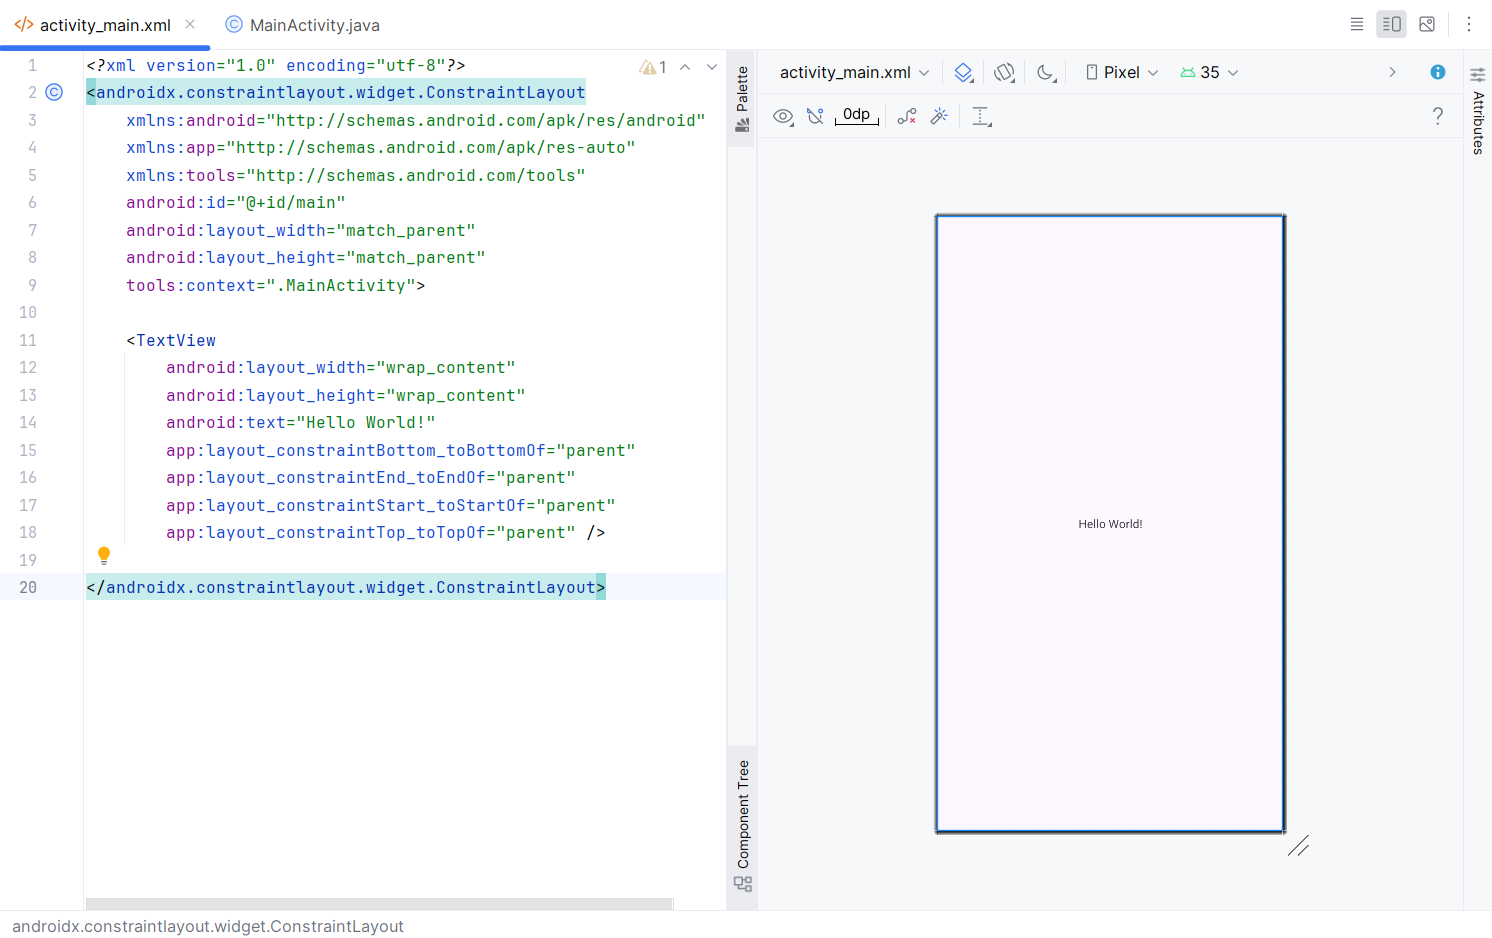 activity_main.xml
MainActivity.java
1 <?xml version="1.0" encoding="utf-8"?>
1
2 <androidx.constraintlayout.widget.ConstraintLayout
3 xmlns:android="http://schemas.android.com/apk/res/android"
4 xmlns:app="http://schemas.android.com/apk/res-auto"
5 xmlns:tools="http://schemas.android.com/tools"
6 android:id="@+id/main"
7 android:layout_width="match_parent"
8 android:layout_height="match_parent"
9 tools:context=".MainActivity">
10
11 <TextView
12 android:layout_width="wrap_content"
13 android:layout_height="wrap_content"
14 android:text="Hello World!"
15 app:layout_constraintBottom_toBottomOf="parent"
16 app:layout_constraintEnd_toEndOf="parent"
17 app:layout_constraintStart_toStartOf="parent"
18 app:layout_constraintTop_toTopOf="parent" />
19
20 </androidx.constraintlayout.widget.ConstraintLayout>
Palette
Component Tree
activity_main.xml
Pixel
35
0dp
?
Hello World!
Attributes
androidx.constraintlayout.widget.ConstraintLayout